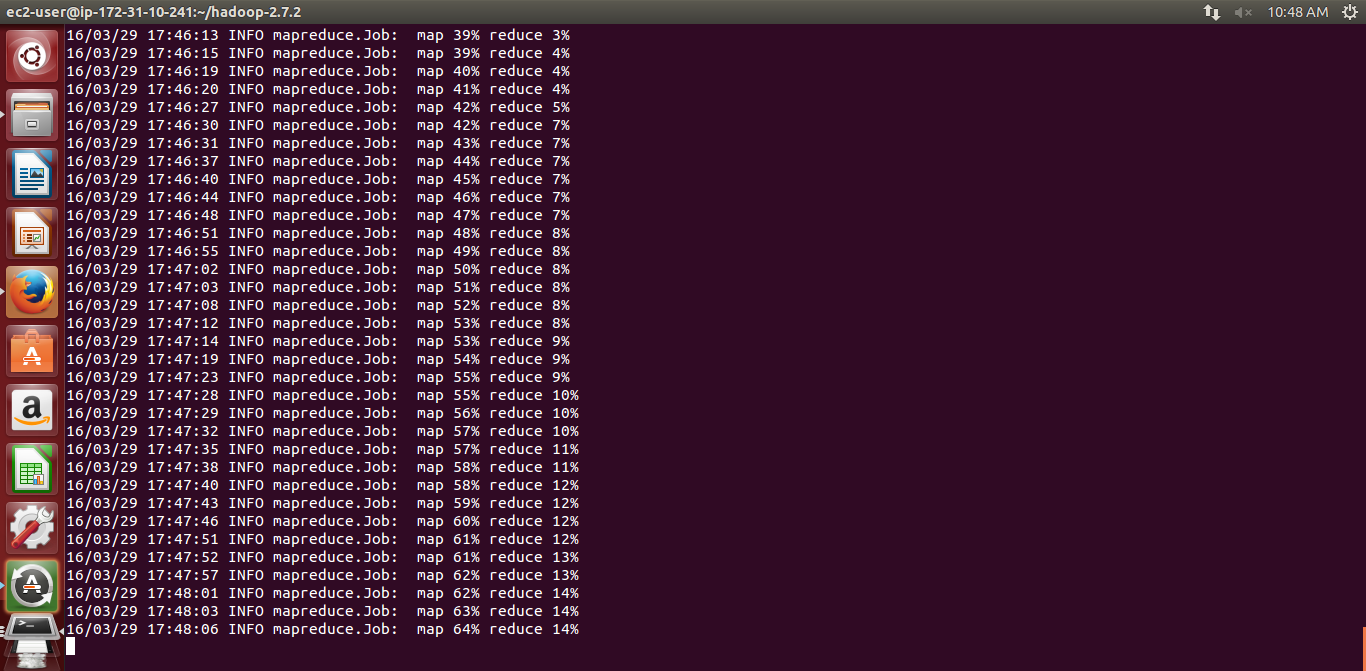 ec2-user@ip-172-31-10-241:~/hadoop-2.7.2 10:48 AM
16/03/29 17:46:13 INFO mapreduce.Job:  map 39% reduce 3%
16/03/29 17:46:15 INFO mapreduce.Job:  map 39% reduce 4%
16/03/29 17:46:19 INFO mapreduce.Job:  map 40% reduce 4%
16/03/29 17:46:20 INFO mapreduce.Job:  map 41% reduce 4%
16/03/29 17:46:27 INFO mapreduce.Job:  map 42% reduce 5%
16/03/29 17:46:30 INFO mapreduce.Job:  map 42% reduce 7%
16/03/29 17:46:31 INFO mapreduce.Job:  map 43% reduce 7%
16/03/29 17:46:37 INFO mapreduce.Job:  map 44% reduce 7%
16/03/29 17:46:40 INFO mapreduce.Job:  map 45% reduce 7%
16/03/29 17:46:44 INFO mapreduce.Job:  map 46% reduce 7%
16/03/29 17:46:48 INFO mapreduce.Job:  map 47% reduce 7%
16/03/29 17:46:51 INFO mapreduce.Job:  map 48% reduce 8%
16/03/29 17:46:55 INFO mapreduce.Job:  map 49% reduce 8%
16/03/29 17:47:02 INFO mapreduce.Job:  map 50% reduce 8%
16/03/29 17:47:03 INFO mapreduce.Job:  map 51% reduce 8%
16/03/29 17:47:08 INFO mapreduce.Job:  map 52% reduce 8%
16/03/29 17:47:12 INFO mapreduce.Job:  map 53% reduce 8%
16/03/29 17:47:14 INFO mapreduce.Job:  map 53% reduce 9%
16/03/29 17:47:19 INFO mapreduce.Job:  map 54% reduce 9%
16/03/29 17:47:23 INFO mapreduce.Job:  map 55% reduce 9%
16/03/29 17:47:28 INFO mapreduce.Job:  map 55% reduce 10%
16/03/29 17:47:29 INFO mapreduce.Job:  map 56% reduce 10%
16/03/29 17:47:32 INFO mapreduce.Job:  map 57% reduce 10%
16/03/29 17:47:35 INFO mapreduce.Job:  map 57% reduce 11%
16/03/29 17:47:38 INFO mapreduce.Job:  map 58% reduce 11%
16/03/29 17:47:40 INFO mapreduce.Job:  map 58% reduce 12%
16/03/29 17:47:43 INFO mapreduce.Job:  map 59% reduce 12%
16/03/29 17:47:46 INFO mapreduce.Job:  map 60% reduce 12%
16/03/29 17:47:51 INFO mapreduce.Job:  map 61% reduce 12%
16/03/29 17:47:52 INFO mapreduce.Job:  map 61% reduce 13%
16/03/29 17:47:57 INFO mapreduce.Job:  map 62% reduce 13%
16/03/29 17:48:01 INFO mapreduce.Job:  map 62% reduce 14%
16/03/29 17:48:03 INFO mapreduce.Job:  map 63% reduce 14%
16/03/29 17:48:06 INFO mapreduce.Job:  map 64% reduce 14%